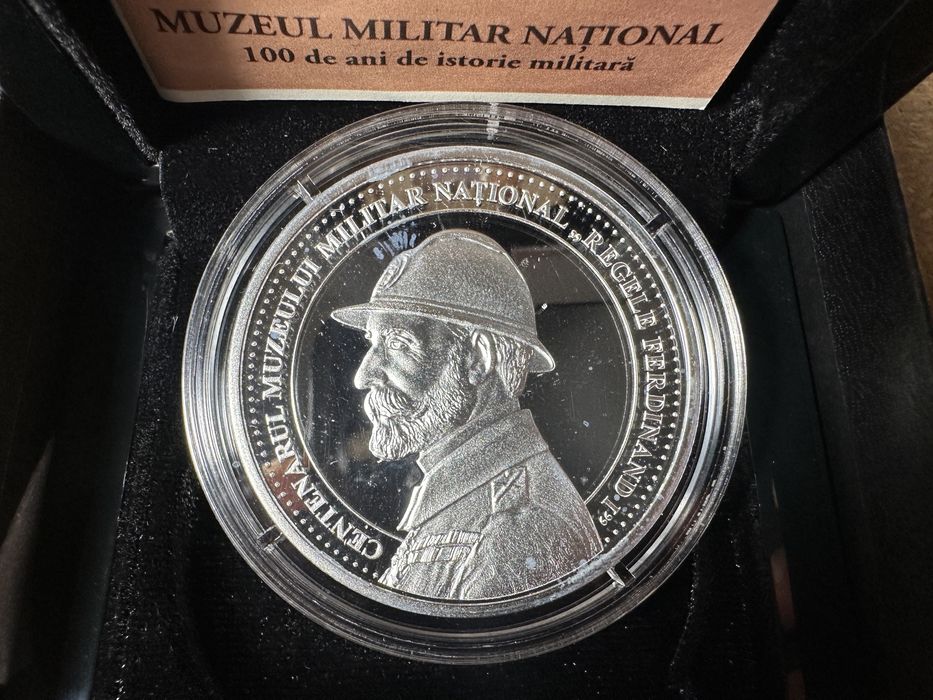 MUZEUL MILITAR NAȚIONAL
100 de ani de istorie militară
CENTENARUL MUZEULUI MILITAR NAȚIONAL „REGELE FERDINAND I”